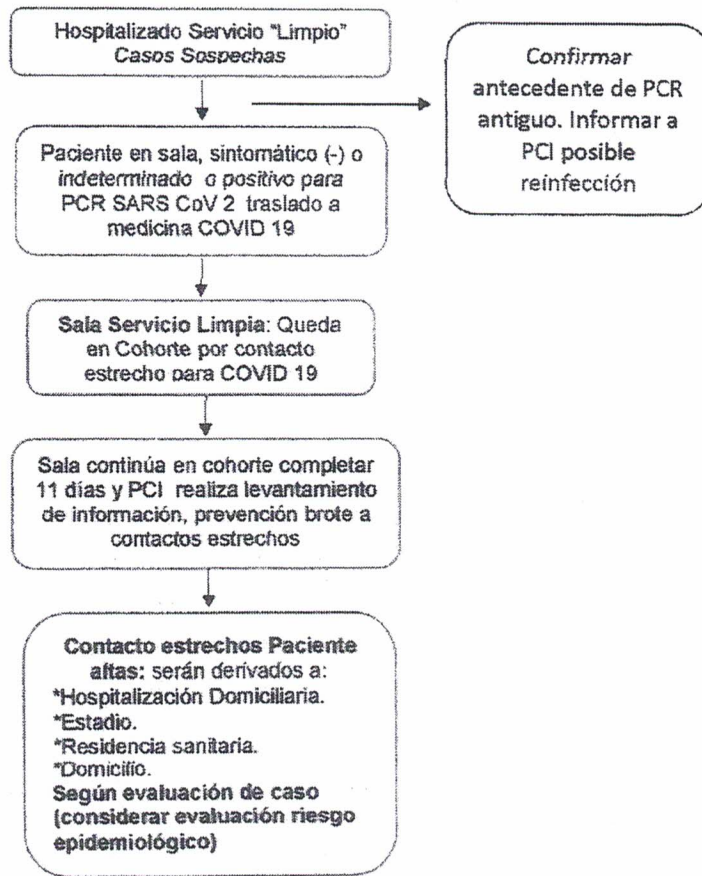 Hospitalizado Servicio "Limpio"
Casos Sospechas
Confirmar
antecedente de PCR
antiguo. Informar a
PCI posible
reinfección
Paciente en sala, sintomático (-) o
indeterminado o positivo para
PCR SARS CoV 2 traslado a
medicina COVID 19
Sala Servicio Limpia: Queda
en Cohorte por contacto
estrecho para COVID 19
Sala continúa en cohorte completar
11 días y PCI realiza levantamiento
de información, prevención brote a
contactos estrechos
Contacto estrechos Paciente
altas: serán derivados a:
*Hospitalización Domiciliaria.
*Estadio.
*Residencia sanitaria.
*Domicilio.
Según evaluación de caso
(considerar evaluación riesgo
epidemiológico)